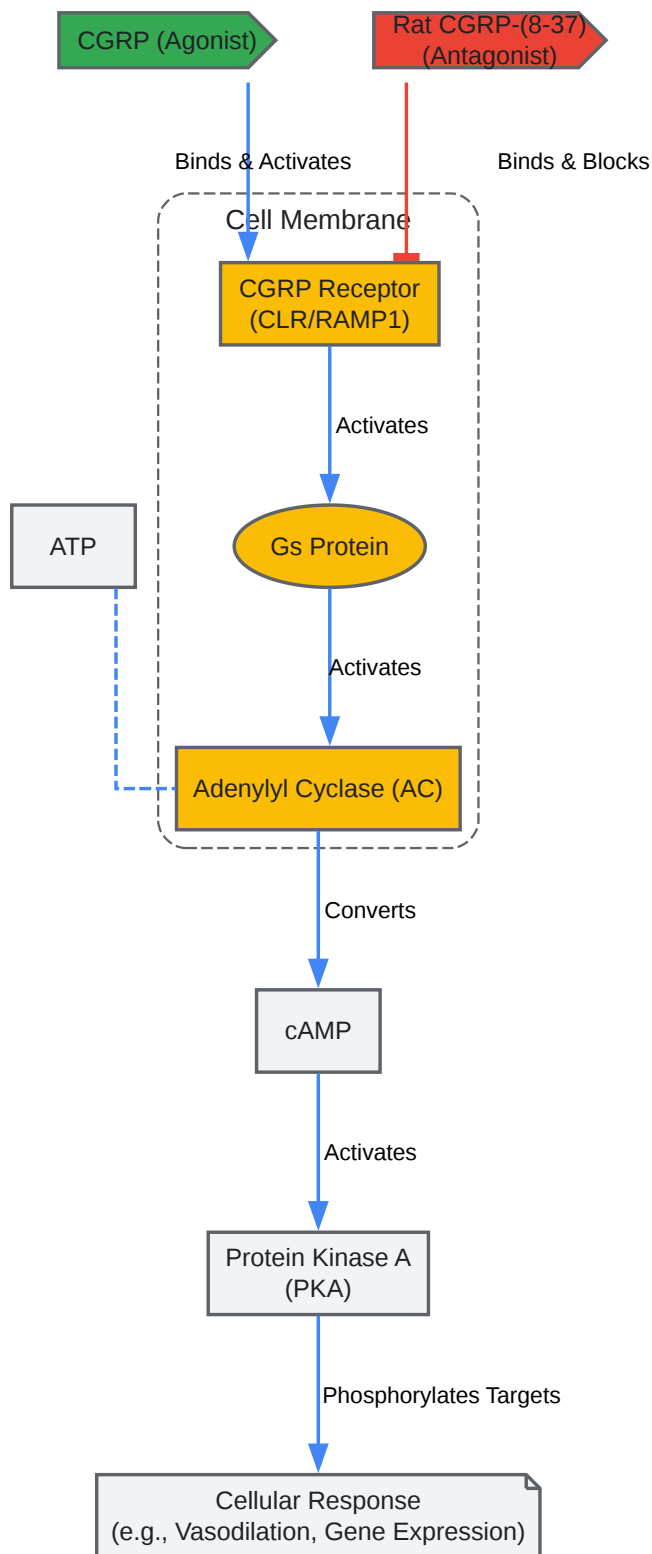 CGRP (Agonist)
Rat CGRP-(8-37)
(Antagonist)
Binds & Activates
Binds & Blocks
Cell Membrane
CGRP Receptor
(CLR/RAMP1)
Activates
ATP
Gs Protein
Activates
Adenylyl Cyclase (AC)
Converts
cAMP
Activates
Protein Kinase A
(PKA)
Phosphorylates Targets
Cellular Response
(e.g., Vasodilation, Gene Expression)